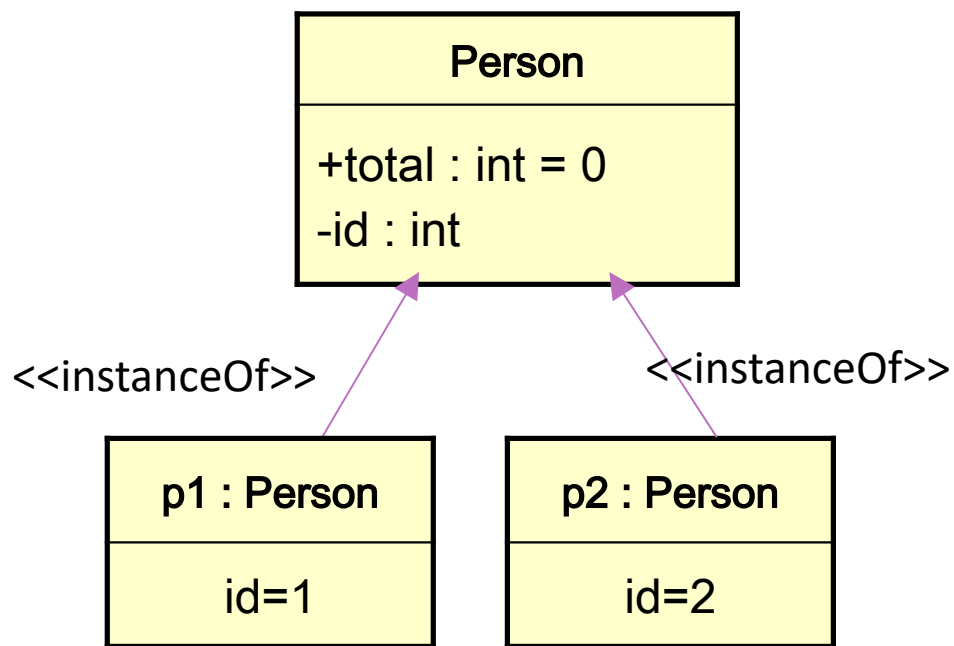 Person
+total : int = 0
-id : int
<<instanceOf>>
<<instanceOf>>
p1 : Person
p2 : Person
id=1
id=2